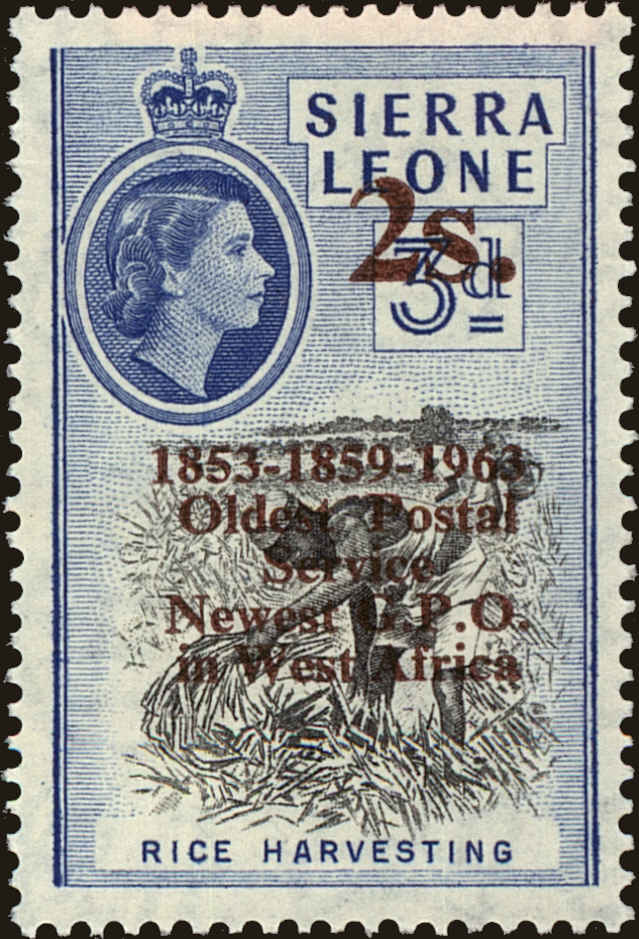 SIERRA
LEONE
2s.
3d
1853-1859-1963
Oldest Postal
Service
Newest G.P.O.
in West Africa
RICE HARVESTING